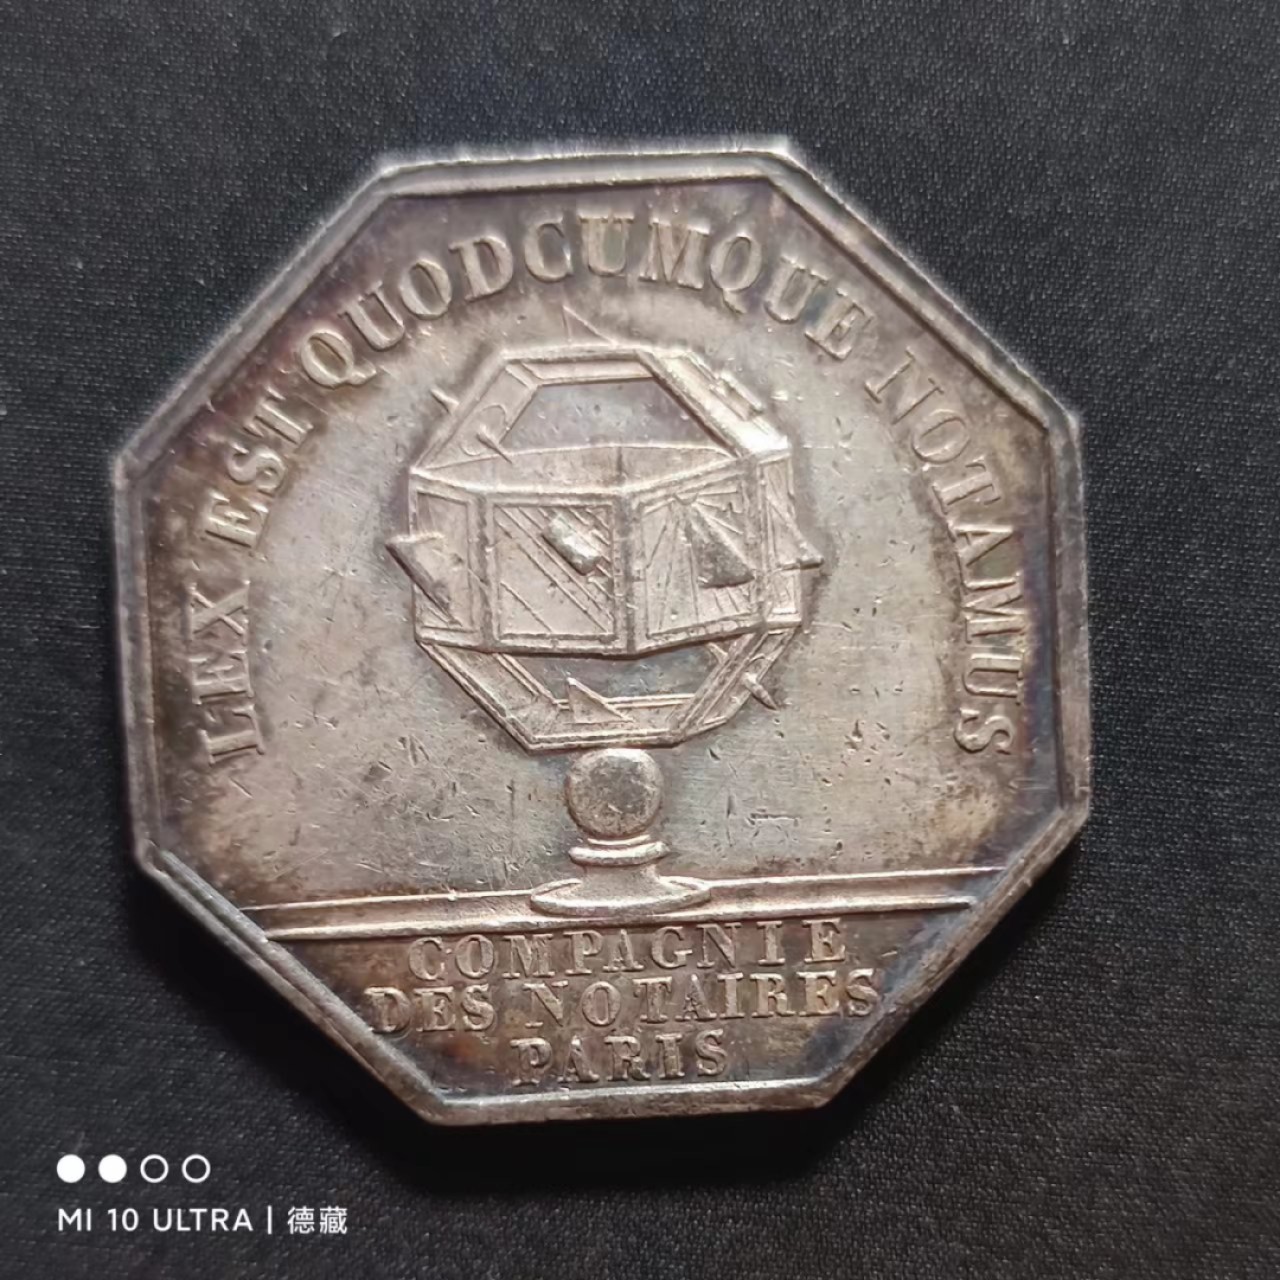 LEX EST QUODCUMQUE NOTAMUS
COMPAGNIE
DES NOTAIRES
PARIS
MI 10 ULTRA | 德藏